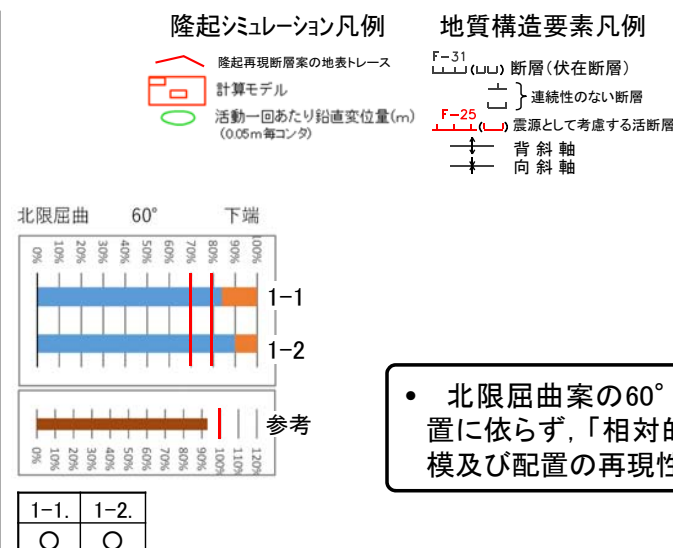 隆起シミュレーション凡例
隆起再現断層案の地表トレース
計算モデル
活動一回あたり鉛直変位量(m)
(0.05m毎コンタ)
地質構造要素凡例
F-31
断層(伏在断層)
連続性のない断層
F-25
震源として考慮する活断層
背斜軸
向斜軸
北限屈曲 60° 下端
0% 10% 20% 30% 40% 50% 60% 70% 80% 90% 100%
1-1
1-2
参考
0% 10% 20% 30% 40% 50% 60% 70% 80% 90% 100% 110% 120%
1-1. 1-2.
○ ○
• 北限屈曲案の60°
置に依らず，「相対的
模及び配置の再現性